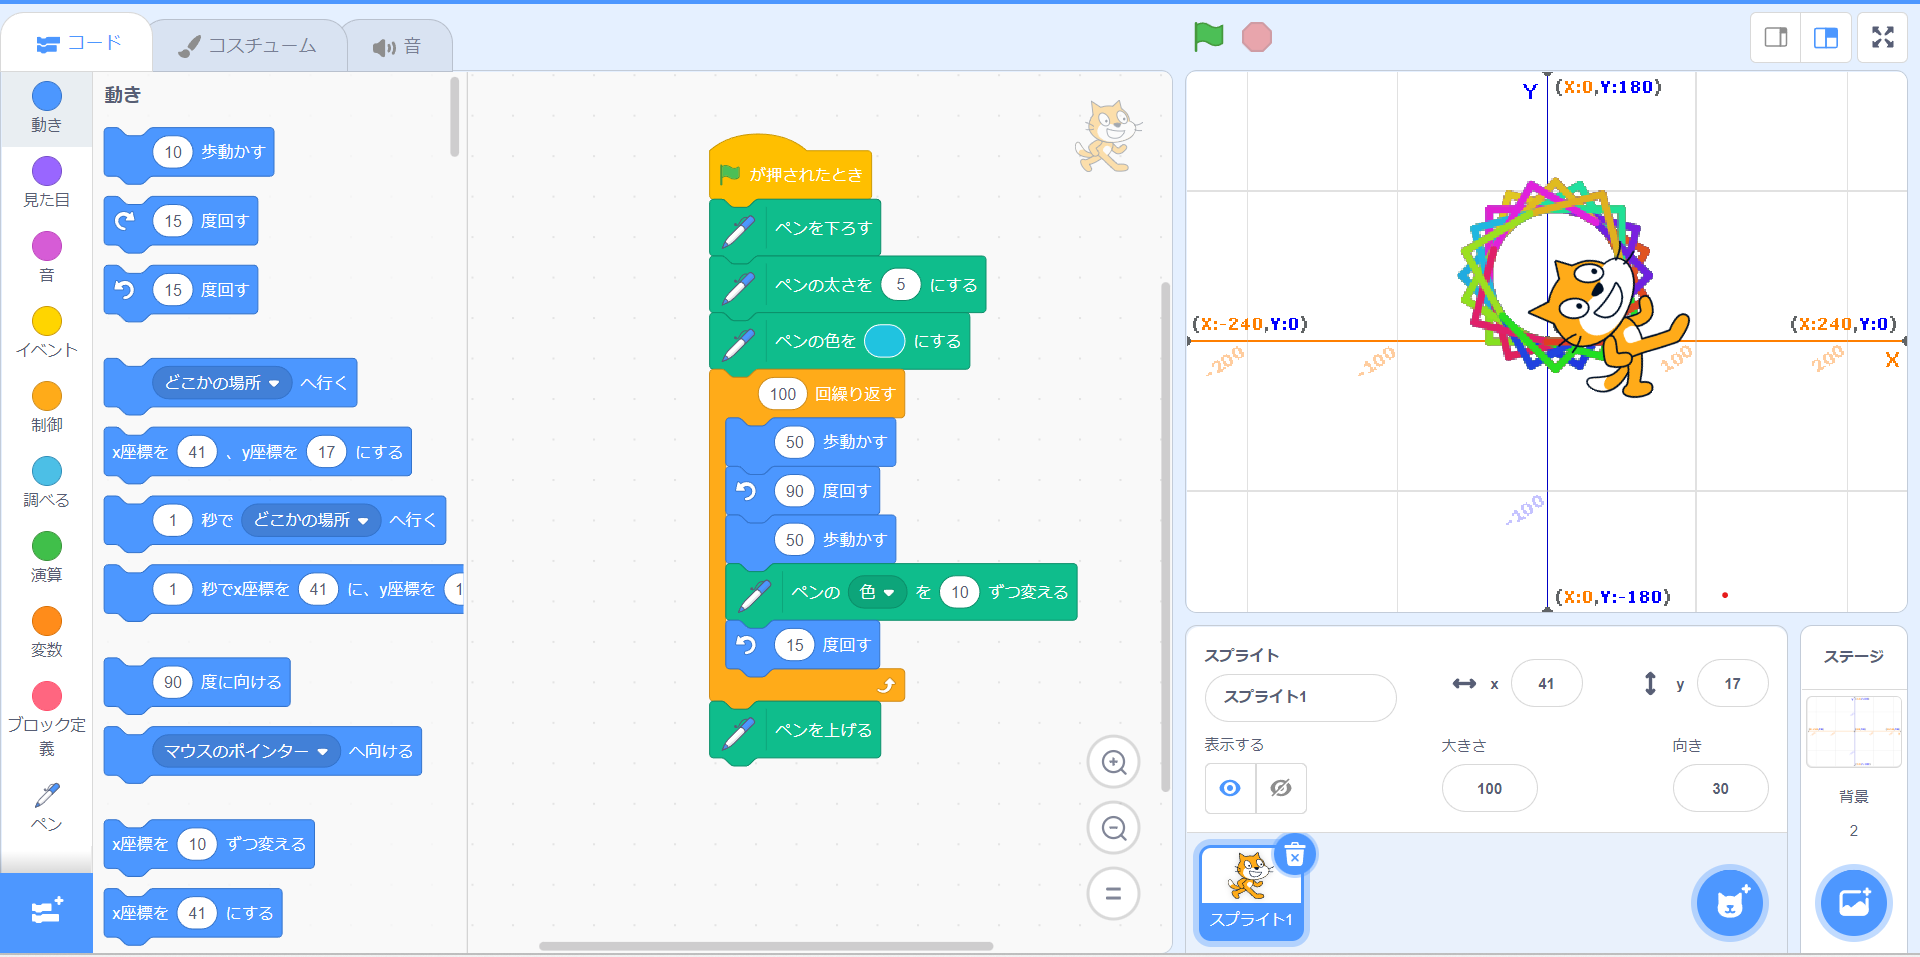 コード
コスチューム
音
動き
見た目
音
イベント
制御
調べる
演算
変数
ブロック定
義
ペン
動き
10 歩動かす
15 度回す
15 度回す
どこかの場所 へ行く
x座標を 41 、y座標を 17 にする
1 秒で どこかの場所 へ行く
1 秒でx座標を 41 に、y座標を 1
90 度に向ける
マウスのポインター へ向ける
x座標を 10 ずつ変える
x座標を 41 にする
が押されたとき
ペンを下ろす
ペンの太さを 5 にする
ペンの色を にする
100 回繰り返す
50 歩動かす
90 度回す
50 歩動かす
ペンの 色 を 10 ずつ変える
15 度回す
ペンを上げる
Y (X:0,Y:180)
(X:-240,Y:0)
(X:240,Y:0)
-200
-100
100
200
X
-100
(X:0,Y:-180)
スプライト
スプライト1
x 41
y 17
表示する
大きさ
100
向き
30
スプライト1
ステージ
背景
2